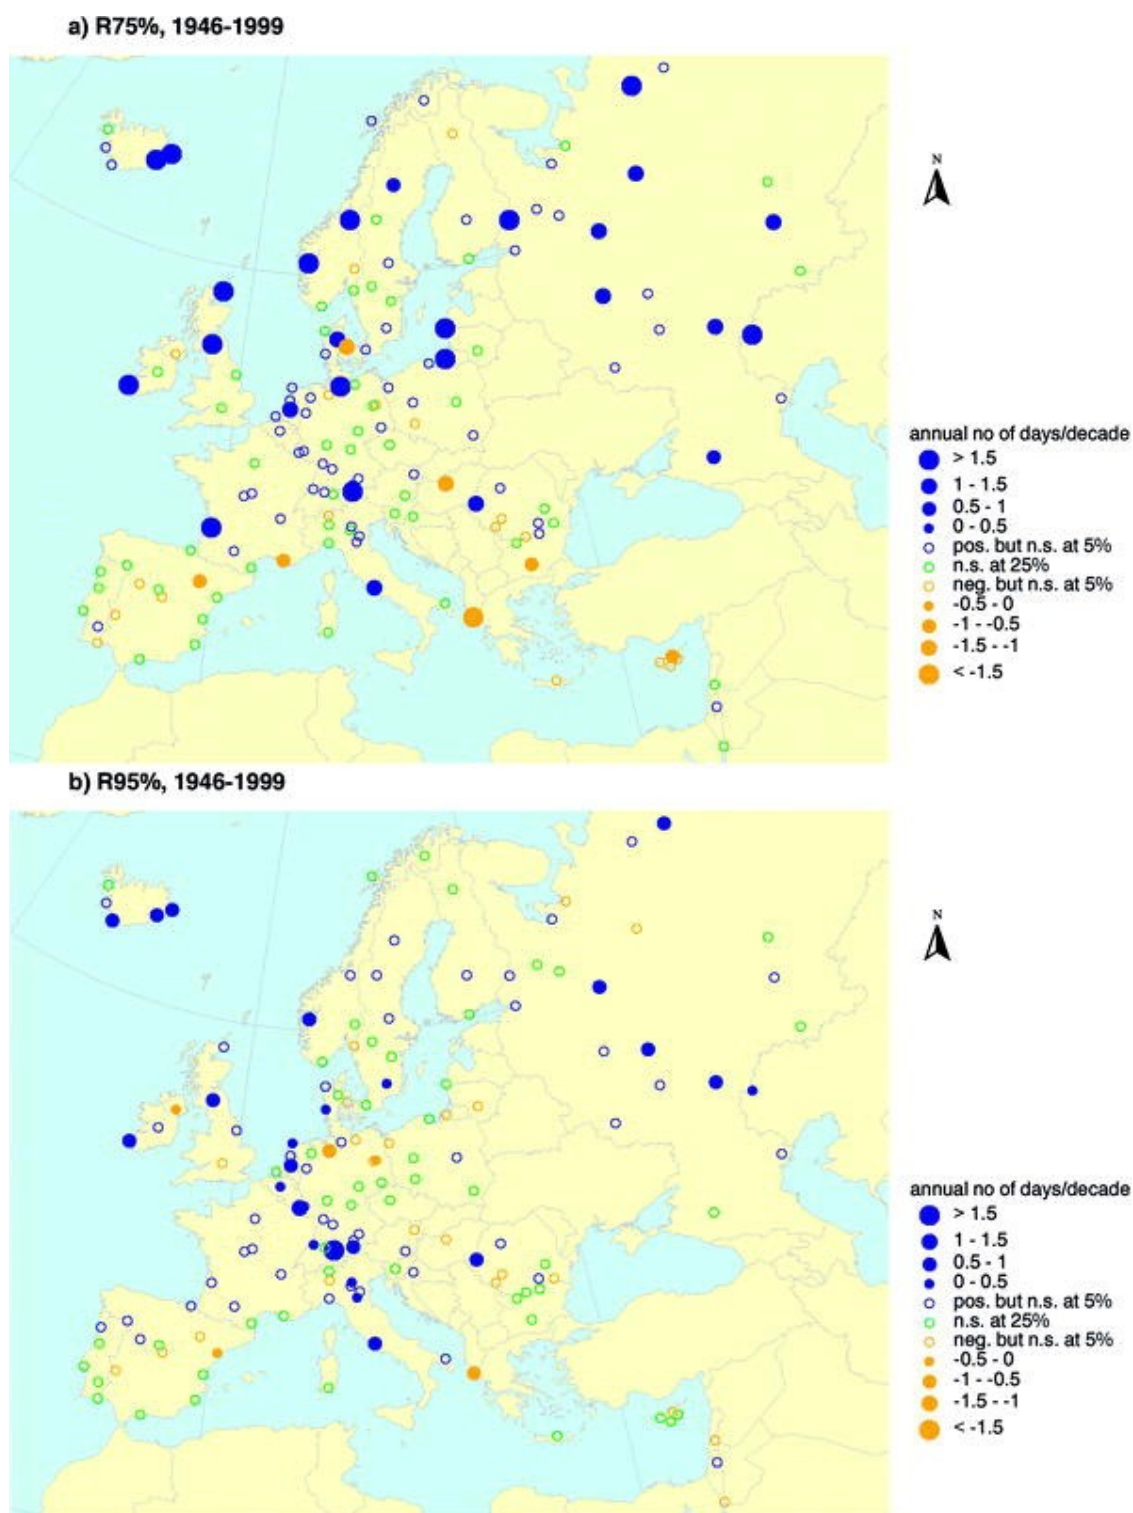 a) R75%, 1946-1999
N
annual no of days/decade
> 1.5
1 - 1.5
0.5 - 1
0 - 0.5
pos. but n.s. at 5%
n.s. at 25%
neg. but n.s. at 5%
-0.5 - 0
-1 - -0.5
-1.5 - -1
< -1.5
b) R95%, 1946-1999
N
annual no of days/decade
> 1.5
1 - 1.5
0.5 - 1
0 - 0.5
pos. but n.s. at 5%
n.s. at 25%
neg. but n.s. at 5%
-0.5 - 0
-1 - -0.5
-1.5 - -1
< -1.5